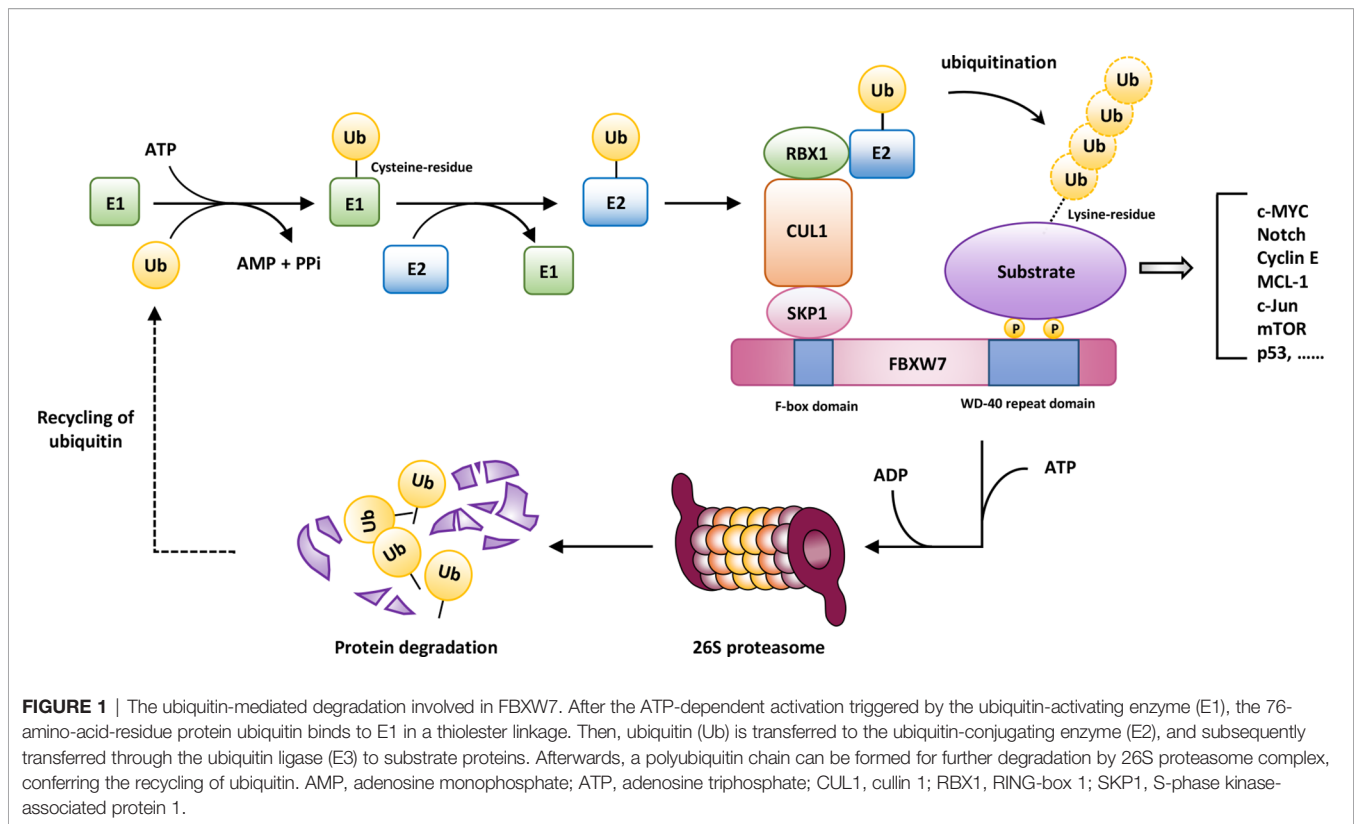 ubiquitination
Ub
Ub
Ub
Ub
Ub
Ub
Ub
ATP
Cysteine-residue
RBX1
E2
E1
E1
E2
Lysine-residue
c-MYC
Notch
Cyclin E
MCL-1
c-Jun
mTOR
p53, ......
CUL1
Substrate
Ub
AMP + PPi
E2
E1
SKP1
P
P
FBXW7
F-box domain
WD-40 repeat domain
Recycling of
ubiquitin
Ub
Ub
Ub
Ub
ADP
ATP
Protein degradation
26S proteasome
FIGURE 1 | The ubiquitin-mediated degradation involved in FBXW7. After the ATP-dependent activation triggered by the ubiquitin-activating enzyme (E1), the 76-
amino-acid-residue protein ubiquitin binds to E1 in a thiolester linkage. Then, ubiquitin (Ub) is transferred to the ubiquitin-conjugating enzyme (E2), and subsequently
transferred through the ubiquitin ligase (E3) to substrate proteins. Afterwards, a polyubiquitin chain can be formed for further degradation by 26S proteasome complex,
conferring the recycling of ubiquitin. AMP, adenosine monophosphate; ATP, adenosine triphosphate; CUL1, cullin 1; RBX1, RING-box 1; SKP1, S-phase kinase-
associated protein 1.